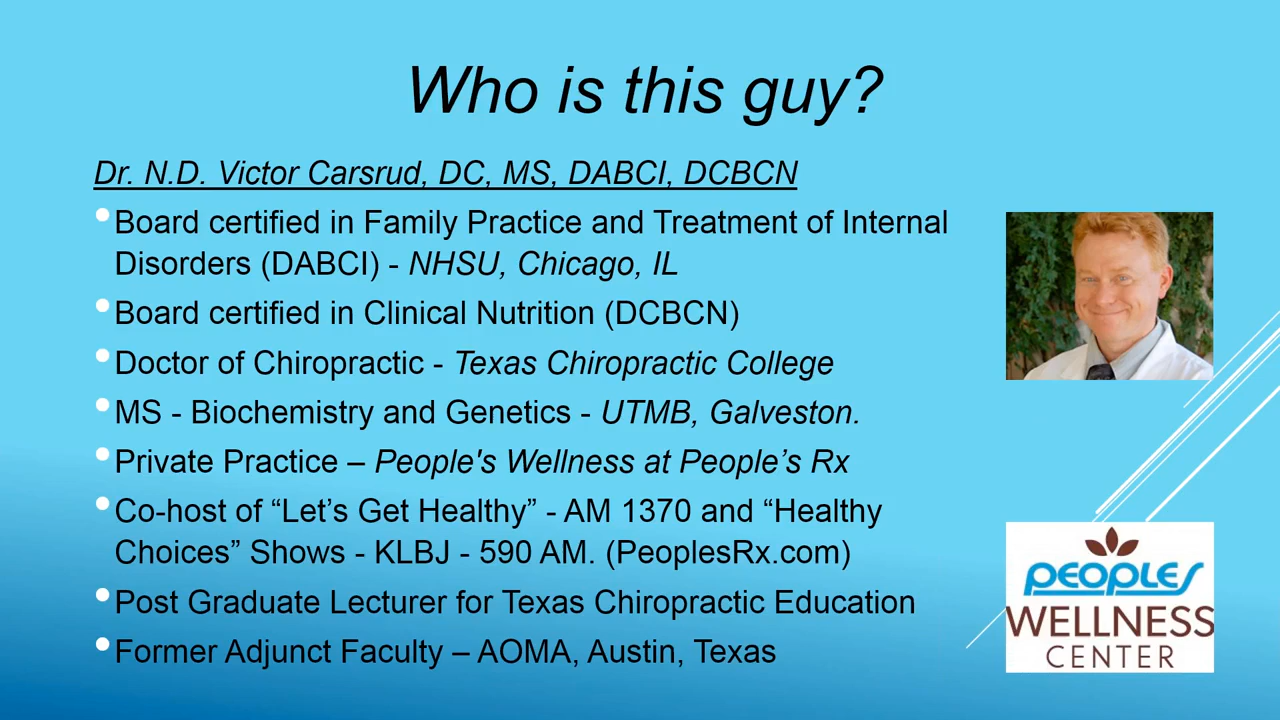 Who is this guy?
Dr. N.D. Victor Carsrud, DC, MS, DABCI, DCBCN
• Board certified in Family Practice and Treatment of Internal
Disorders (DABCI) - NHSU, Chicago, IL
• Board certified in Clinical Nutrition (DCBCN)
• Doctor of Chiropractic - Texas Chiropractic College
• MS - Biochemistry and Genetics - UTMB, Galveston.
• Private Practice – People's Wellness at People’s Rx
• Co-host of “Let’s Get Healthy” - AM 1370 and “Healthy
Choices” Shows - KLBJ - 590 AM. (PeoplesRx.com)
• Post Graduate Lecturer for Texas Chiropractic Education
• Former Adjunct Faculty – AOMA, Austin, Texas
peoples
WELLNESS
CENTER